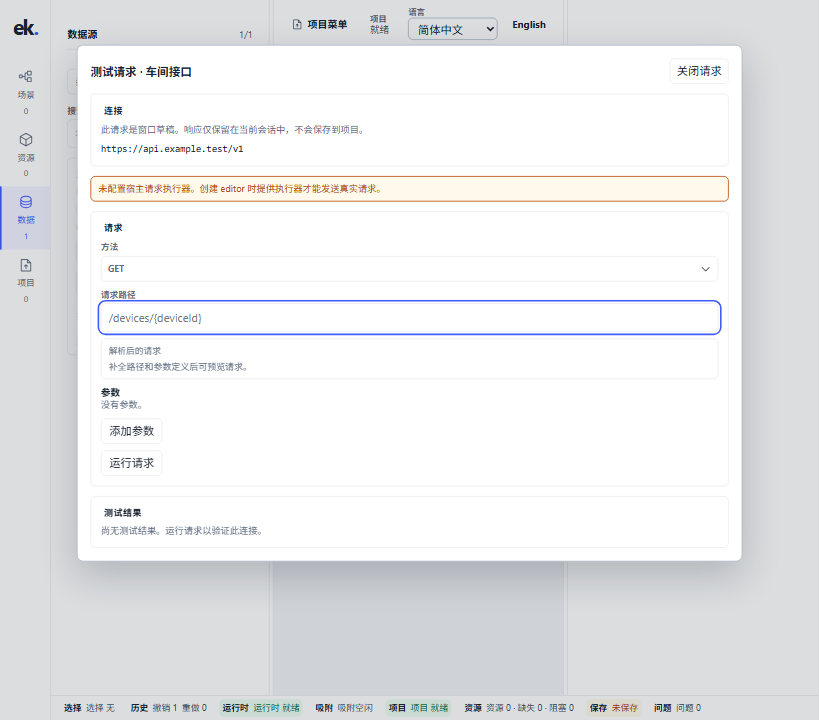 ek.
场景
0
资源
0
数据
1
项目
0
数据源
1/1
搜
项目菜单
项目
就绪
语言
简体中文
English
测试请求 · 车间接口
关闭请求
连接
此请求是窗口草稿。响应仅保留在当前会话中，不会保存到项目。
https://api.example.test/v1
未配置宿主请求执行器。创建 editor 时提供执行器才能发送真实请求。
请求
方法
GET
请求路径
/devices/{deviceId}
解析后的请求
补全路径和参数定义后可预览请求。
参数
没有参数。
添加参数
运行请求
测试结果
尚无测试结果。运行请求以验证此连接。
选择 选择 无 历史 撤销 1 重做 0 运行时 运行时 就绪 吸附 吸附空闲 项目 项目 就绪 资源 资源 0 · 缺失 0 · 阻塞 0 保存 未保存 问题 问题 0